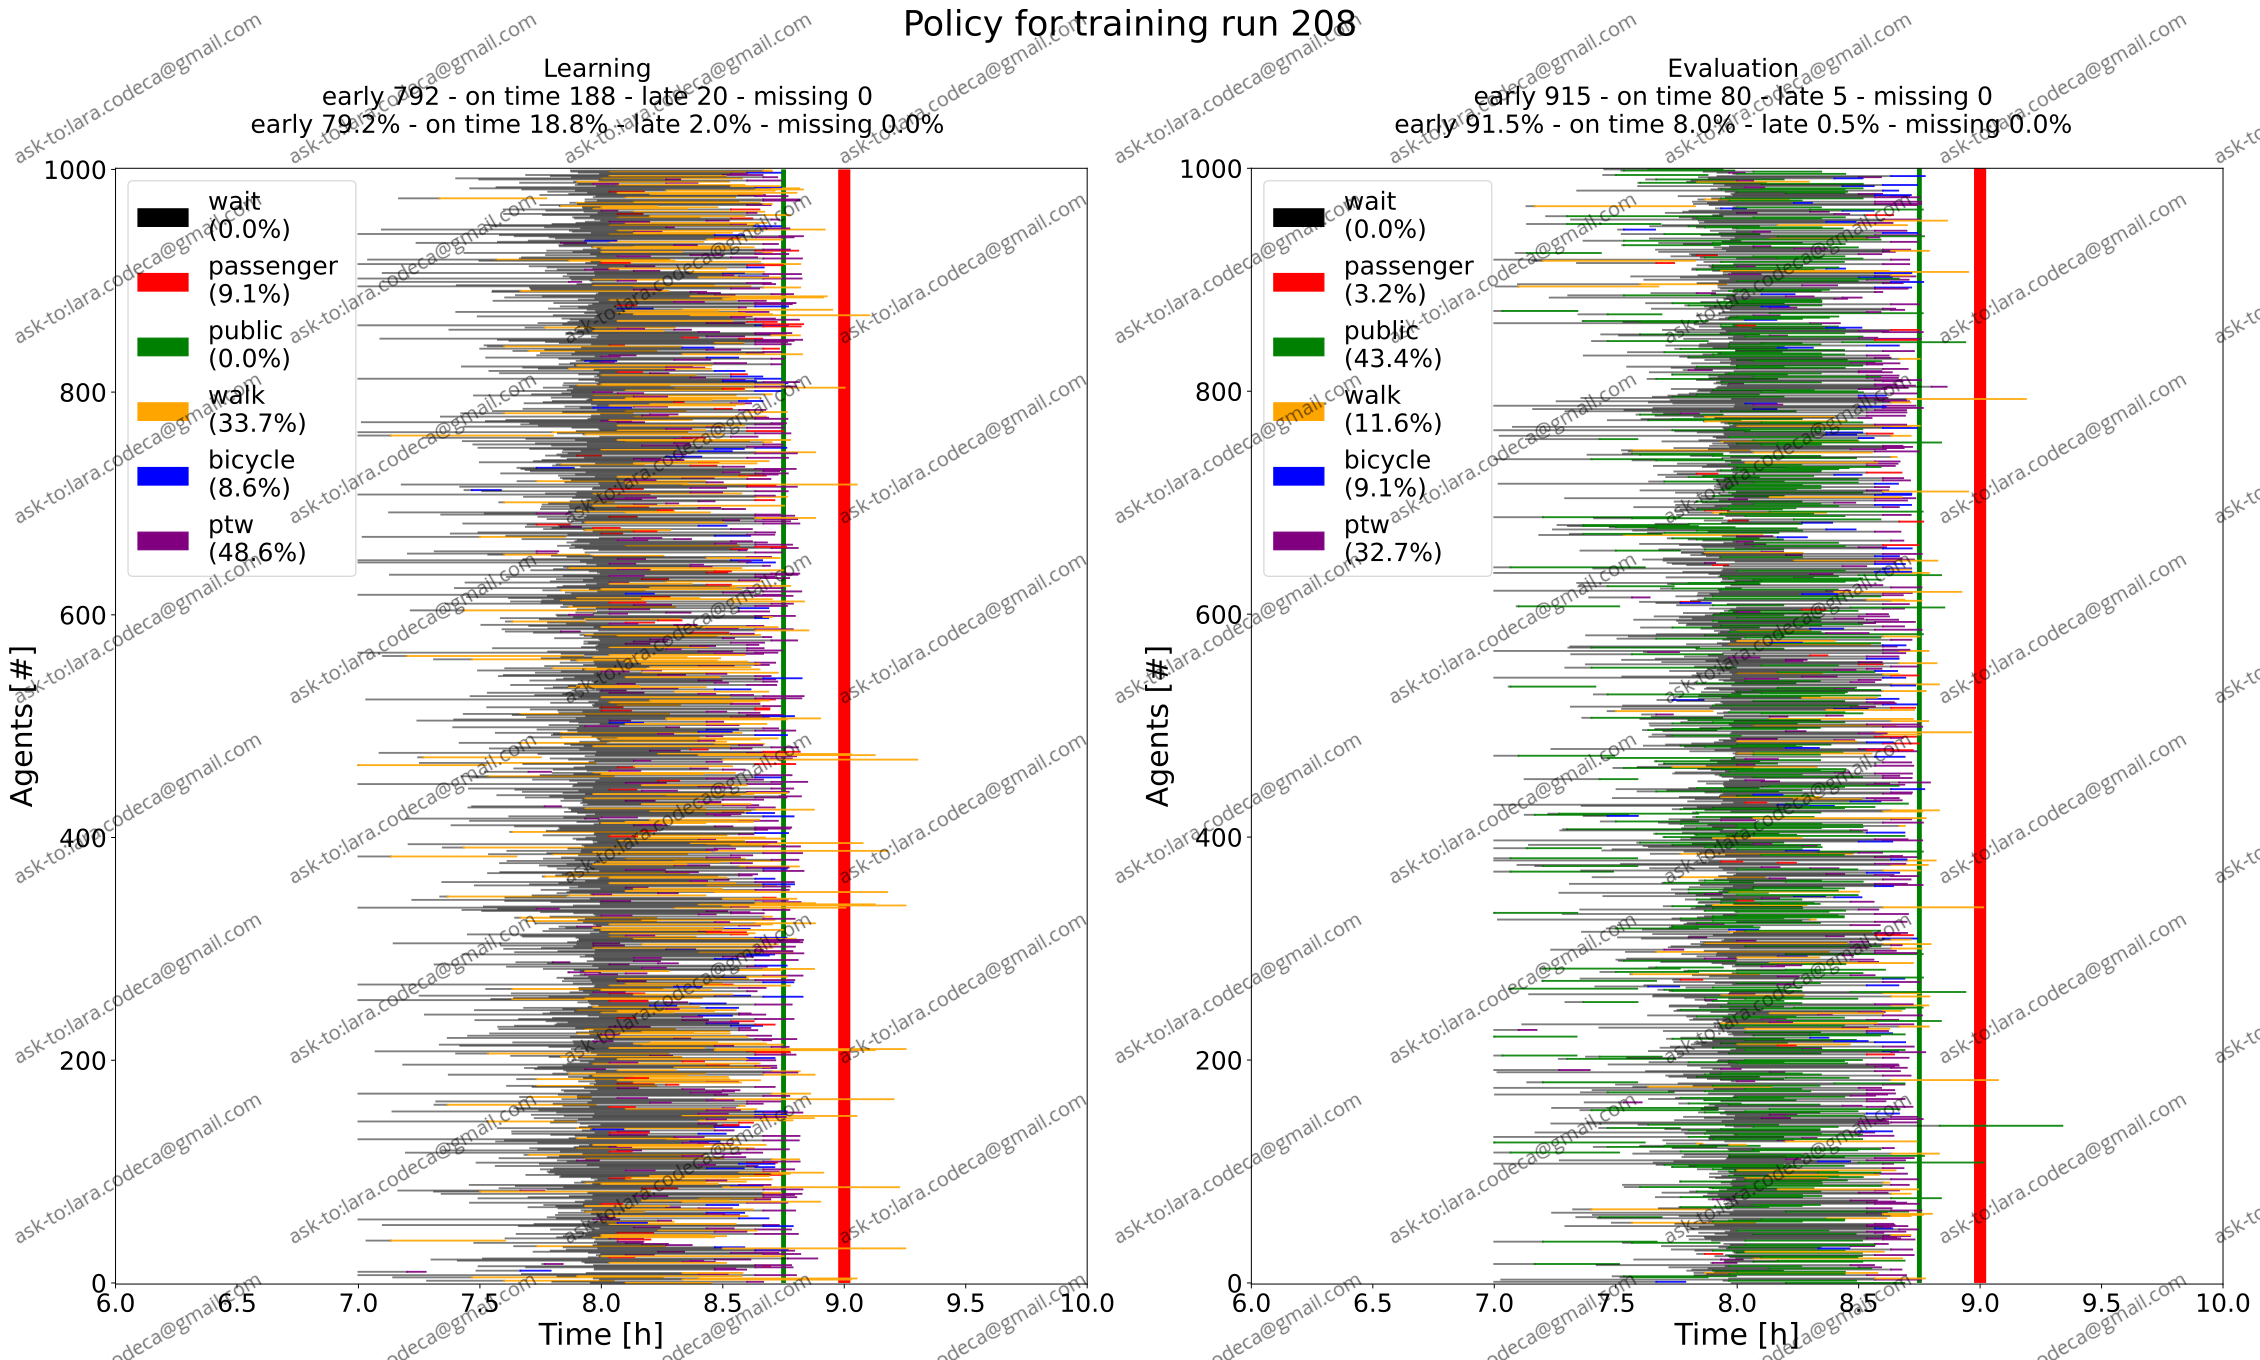 Policy for training run 208
Learning
early 792 - on time 188 - late 20 - missing 0
early 79.2% - on time 18.8% - late 2.0% - missing 0.0%
1000
800
600
400
200
0
Agents [#]
wait
(0.0%)
passenger
(9.1%)
public
(0.0%)
walk
(33.7%)
bicycle
(8.6%)
ptw
(48.6%)
6.0 6.5 7.0 7.5 8.0 8.5 9.0 9.5 10.0
Time [h]
Evaluation
early 915 - on time 80 - late 5 - missing 0
early 91.5% - on time 8.0% - late 0.5% - missing 0.0%
1000
800
600
400
200
0
Agents [#]
wait
(0.0%)
passenger
(3.2%)
public
(43.4%)
walk
(11.6%)
bicycle
(9.1%)
ptw
(32.7%)
6.0 6.5 7.0 7.5 8.0 8.5 9.0 9.5 10.0
Time [h]
ask-to:lara.codeca@gmail.com